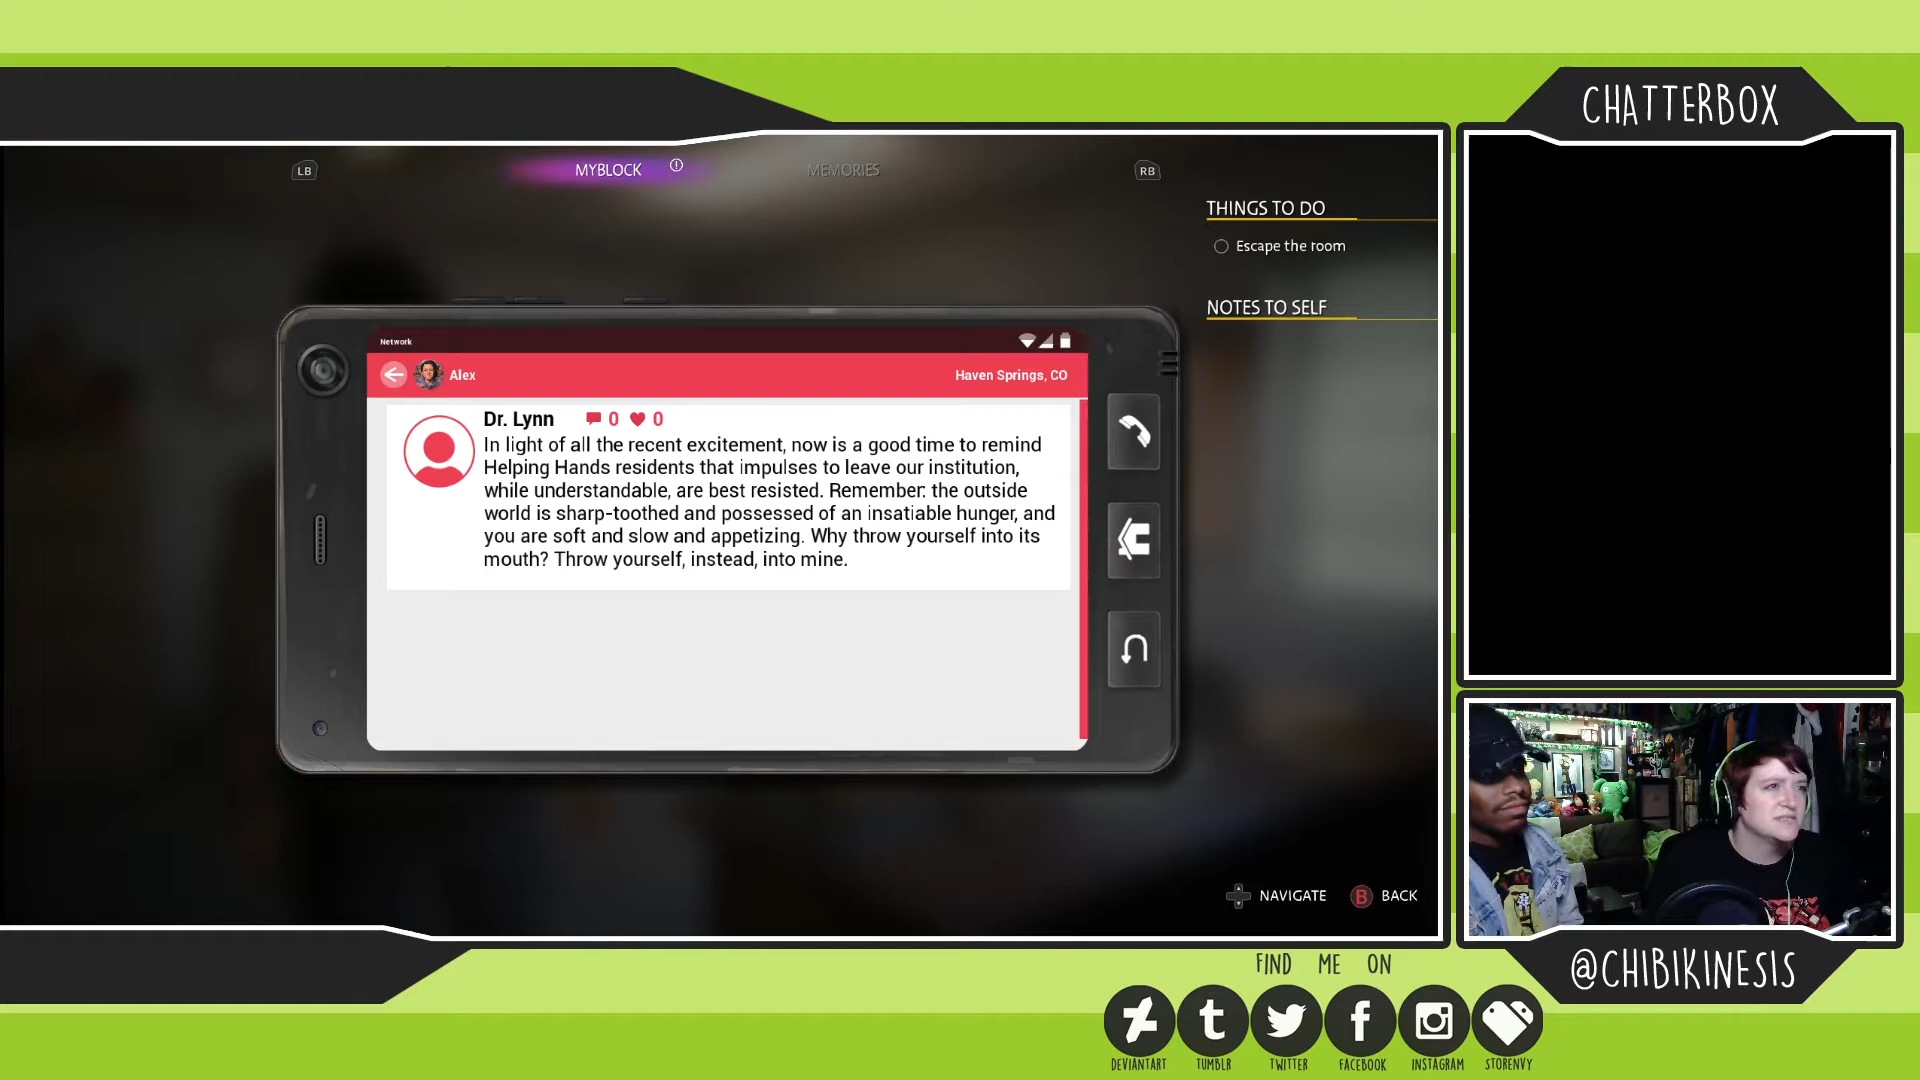 CHATTERBOX
LB
MYBLOCK
MEMORIES
RB
THINGS TO DO
Escape the room
NOTES TO SELF
Network
Alex
Haven Springs, CO
Dr. Lynn 0 0
In light of all the recent excitement, now is a good time to remind
Helping Hands residents that impulses to leave our institution,
while understandable, are best resisted. Remember: the outside
world is sharp-toothed and possessed of an insatiable hunger, and
you are soft and slow and appetizing. Why throw yourself into its
mouth? Throw yourself, instead, into mine.
NAVIGATE
B BACK
@CHIBIKINESIS
FIND ME ON
DEVIANTART
TUMBLR
TWITTER
FACEBOOK
INSTAGRAM
STORENVY